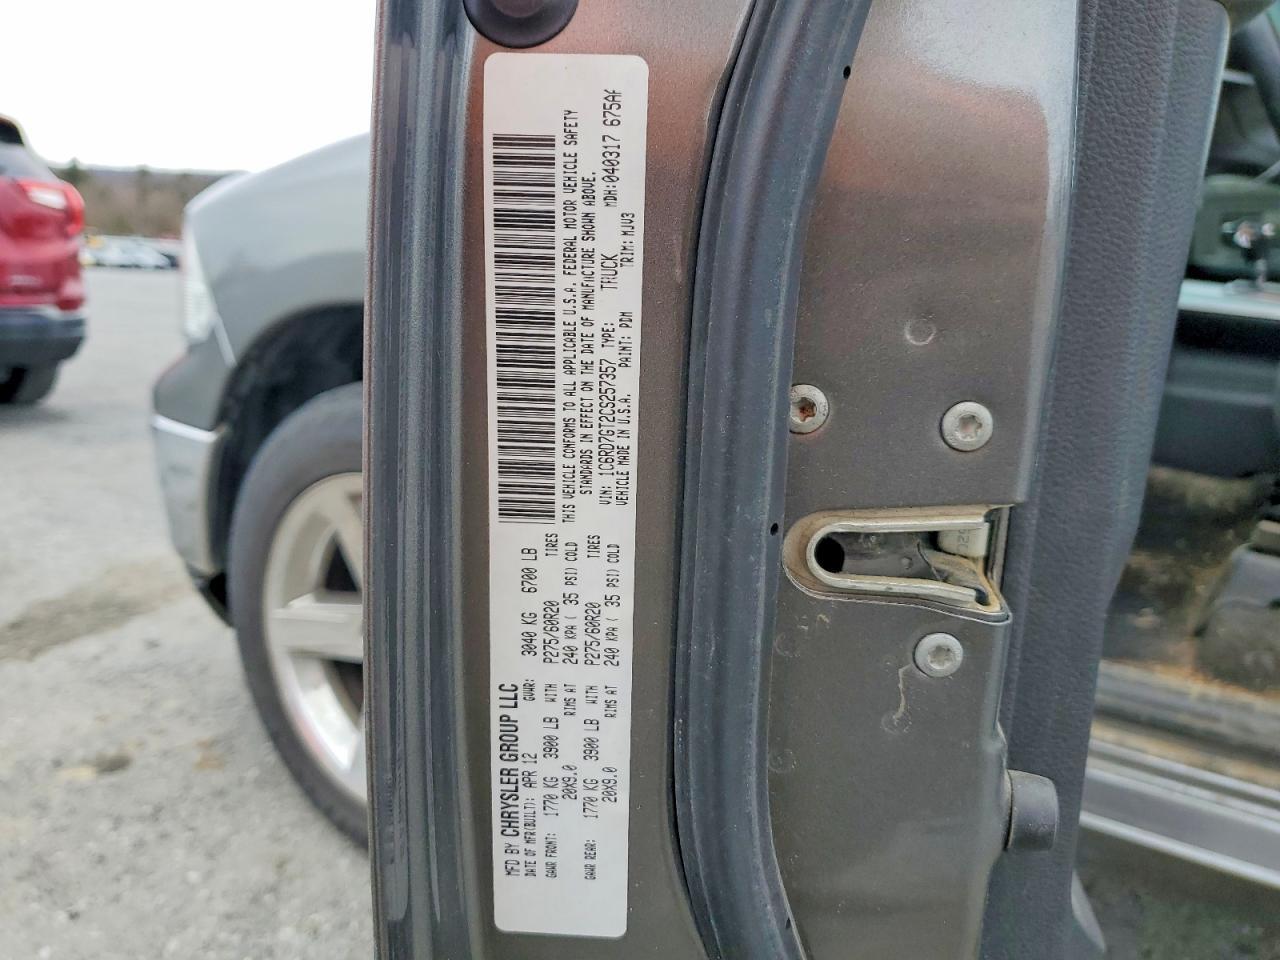 MFD BY CHRYSLER GROUP LLC
DATE OF MFR(BUILT): APR 12 GVWR: 3040 KG 6700 LB
GAWR FRONT: 1770 KG 3900 LB WITH P275/60R20 TIRES
20X9.0 RIMS AT 240 KPA ( 35 PSI) COLD
GAWR REAR: 1770 KG 3900 LB WITH P275/60R20 TIRES
20X9.0 RIMS AT 240 KPA ( 35 PSI) COLD
THIS VEHICLE CONFORMS TO ALL APPLICABLE U.S.A. FEDERAL MOTOR VEHICLE SAFETY
STANDARDS IN EFFECT ON THE DATE OF MANUFACTURE SHOWN ABOVE.
VIN: 1C6RD7GT2CS257357 TYPE: TRUCK MDH:040317 675Af
VEHICLE MADE IN U.S.A. PAINT: PDM TRIM: MJV3